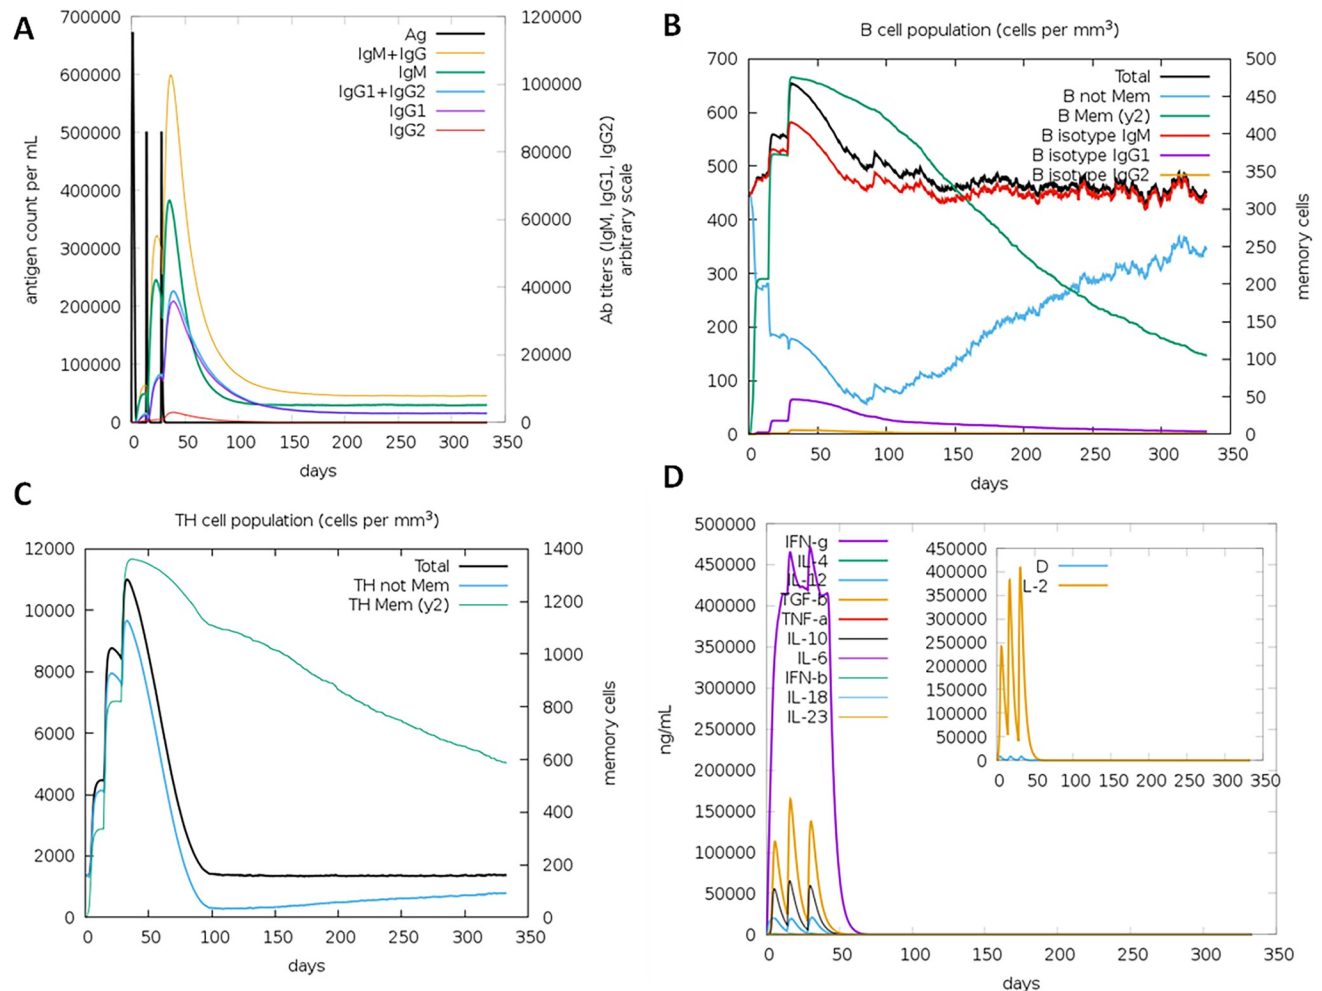 A
700000
600000
500000
400000
300000
200000
100000
0
antigen count per mL
0 50 100 150 200 250 300 350
days
120000
100000
80000
60000
40000
20000
0
Ab titers (IgM, IgG1, IgG2)
arbitrary scale
Ag
IgM+IgG
IgM
IgG1+IgG2
IgG1
IgG2
B
B cell population (cells per mm³)
700
600
500
400
300
200
100
0
0 50 100 150 200 250 300 350
days
500
450
400
350
300
250
200
150
100
50
0
memory cells
Total
B not Mem
B Mem (y2)
B isotype IgM
B isotype IgG1
B isotype IgG2
C
TH cell population (cells per mm³)
12000
10000
8000
6000
4000
2000
0
0 50 100 150 200 250 300 350
days
1400
1200
1000
800
600
400
200
0
memory cells
Total
TH not Mem
TH Mem (y2)
D
500000
450000
400000
350000
300000
250000
200000
150000
100000
50000
0
ng/mL
0 50 100 150 200 250 300 350
days
IFN-g
IL-4
IL-12
TGF-b
TNF-a
IL-10
IL-6
IFN-b
IL-18
IL-23
450000
400000
350000
300000
250000
200000
150000
100000
50000
0
0 50 100 150 200 250 300 350
D
L-2